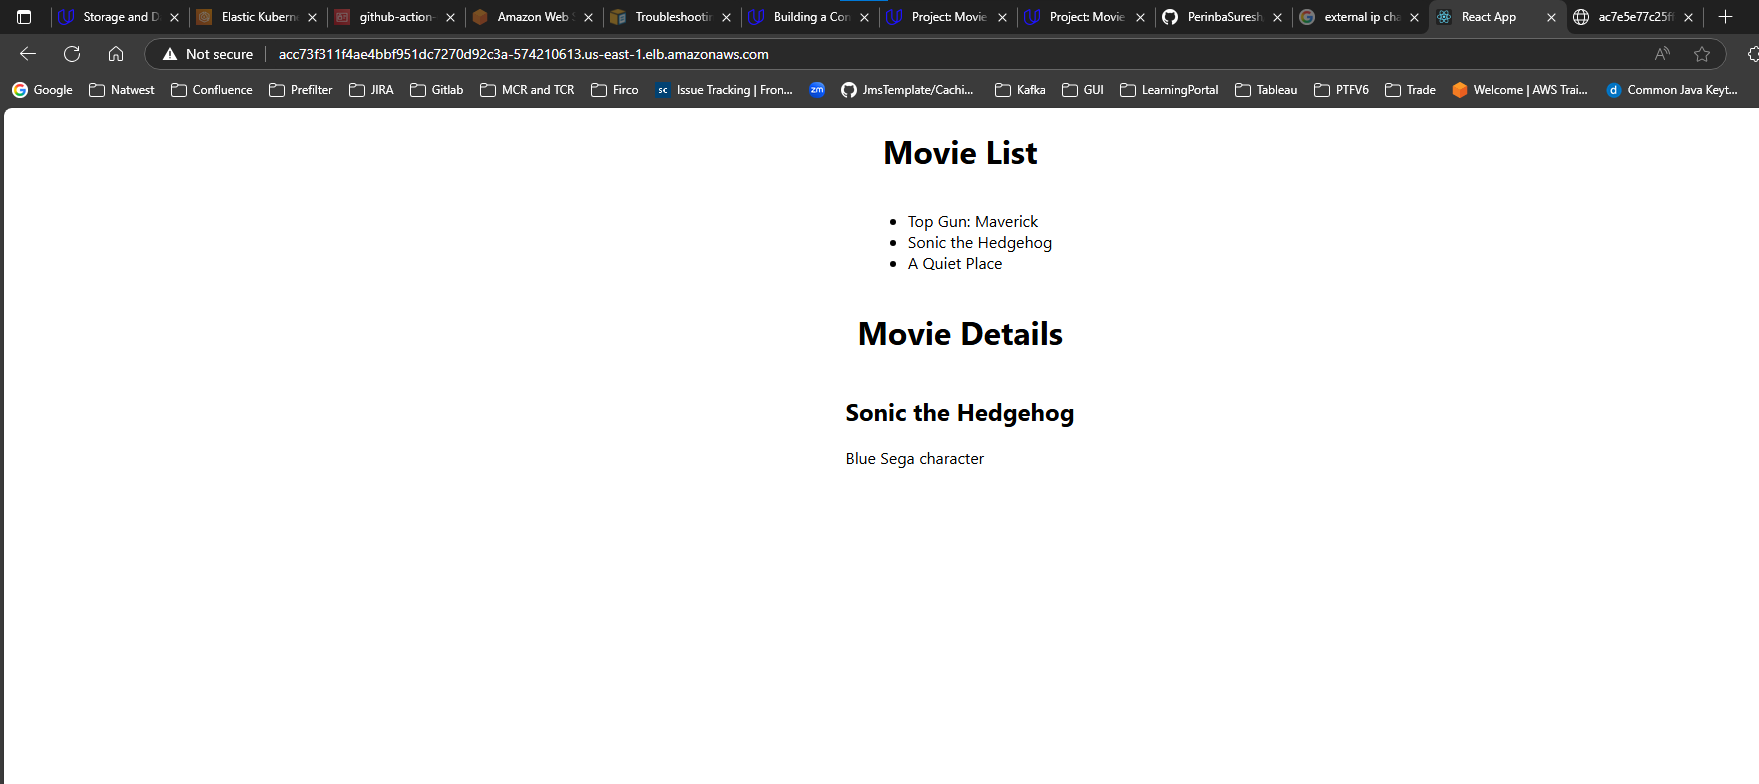 Storage and D
Elastic Kuberne
github-action-
Amazon Web S
Troubleshootin
Building a Con
Project: Movie
Project: Movie
PerinbaSuresh
external ip cha
React App
ac7e5e77c25f
Not secure
acc73f311f4ae4bbf951dc7270d92c3a-574210613.us-east-1.elb.amazonaws.com
Google
Natwest
Confluence
Prefilter
JIRA
Gitlab
MCR and TCR
Firco
sc
Issue Tracking | Fron...
zm
JmsTemplate/Cachi...
Kafka
GUI
LearningPortal
Tableau
PTFV6
Trade
Welcome | AWS Trai...
Common Java Keyt...
Movie List
Top Gun: Maverick
Sonic the Hedgehog
A Quiet Place
Movie Details
Sonic the Hedgehog
Blue Sega character